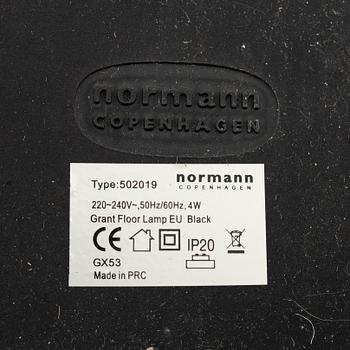 normann
COPENHAGEN
normann
COPENHAGEN
Type:502019
220~240V~,50Hz/60Hz, 4W
Grant Floor Lamp EU Black
CE IP20
GX53
Made in PRC